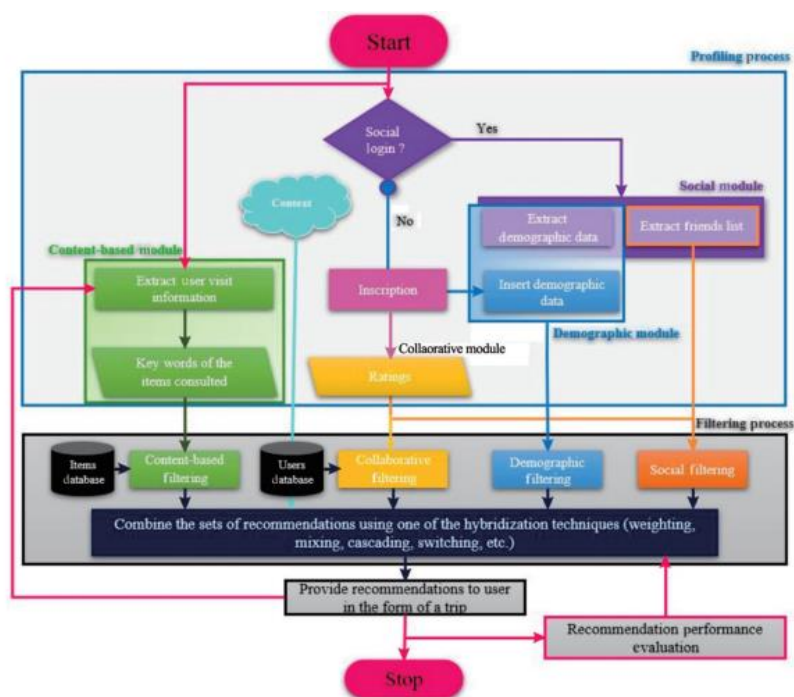 Start
Profiling process
Social
login ?
Yes
Social module
Context
No
Extract
demographic data
Extract friends list
Content-based module
Extract user visit
information
Inscription
Insert demographic
data
Collaorative module
Demographic module
Key words of the
items consulted
Ratings
Filtering process
Items
database
Content-based
filtering
Users
database
Collaborative
filtering
Demographic
filtering
Social filtering
Combine the sets of recommendations using one of the hybridization techniques (weighting,
mixing, cascading, switching, etc.)
Provide recommendations to user
in the form of a trip
Recommendation performance
evaluation
Stop